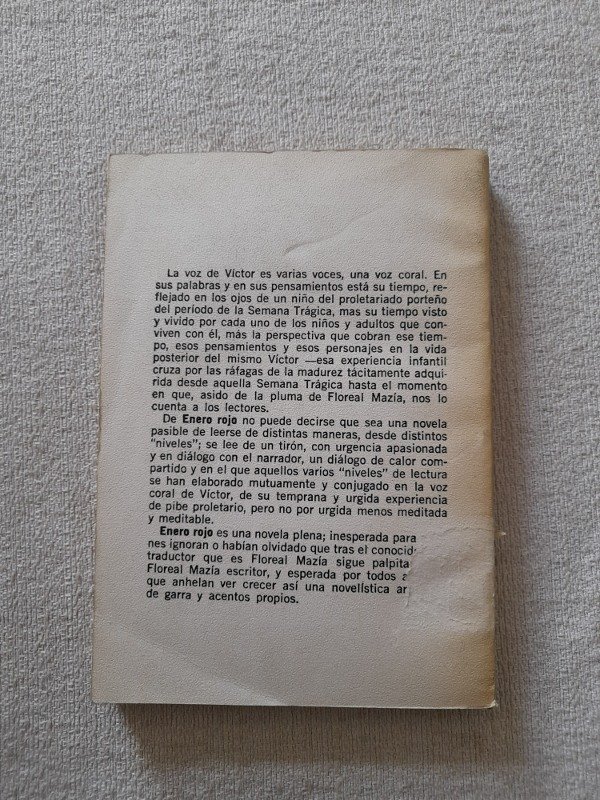 La voz de Víctor es varias voces, una voz coral. En
sus palabras y en sus pensamientos está su tiempo, re-
flejado en los ojos de un niño del proletariado porteño
del período de la Semana Trágica, mas su tiempo visto
y vivido por cada uno de los niños y adultos que con-
viven con él, más la perspectiva que cobran ese tiem-
po, esos pensamientos y esos personajes en la vida
posterior del mismo Víctor —esa experiencia infantil
cruza por las ráfagas de la madurez tácitamente adqui-
rida desde aquella Semana Trágica hasta el momento
en que, asido de la pluma de Floreal Mazía, nos lo
cuenta a los lectores.
De Enero rojo no puede decirse que sea una novela
pasible de leerse de distintas maneras, desde distintos
"niveles"; se lee de un tirón, con urgencia apasionada
y en diálogo con el narrador, un diálogo de calor com-
partido y en el que aquellos varios "niveles" de lectura
se han elaborado mutuamente y conjugado en la voz
coral de Víctor, de su temprana y urgida experiencia
de pibe proletario, pero no por urgida menos meditada
y meditable.
Enero rojo es una novela plena; inesperada para
nes ignoran o habían olvidado que tras el conocid
traductor que es Floreal Mazía sigue palpita
Floreal Mazía escritor, y esperada por todos a
que anhelan ver crecer así una novelística ar
de garra y acentos propios.